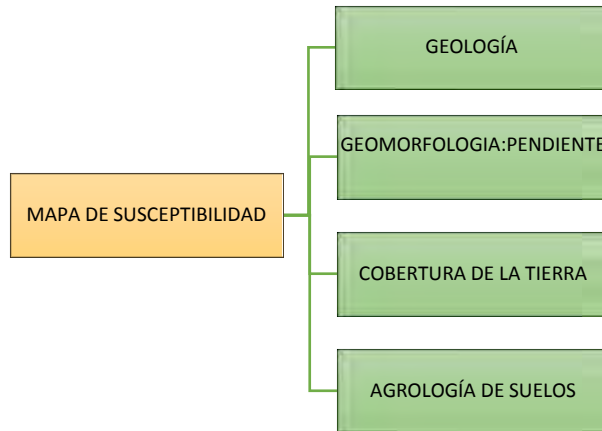 GEOLOGÍA
GEOMORFOLOGIA:PENDIENTE
MAPA DE SUSCEPTIBILIDAD
COBERTURA DE LA TIERRA
AGROLOGÍA DE SUELOS